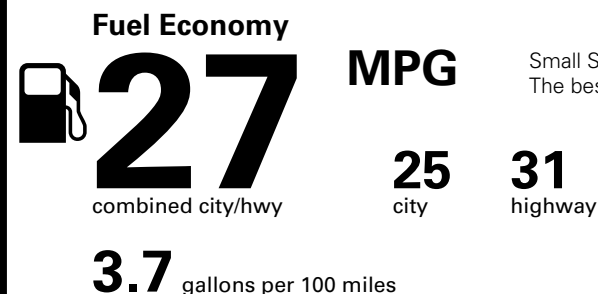 Fuel Economy
27 MPG
Small S
The bes
combined city/hwy
25 city
31 highway
3.7 gallons per 100 miles